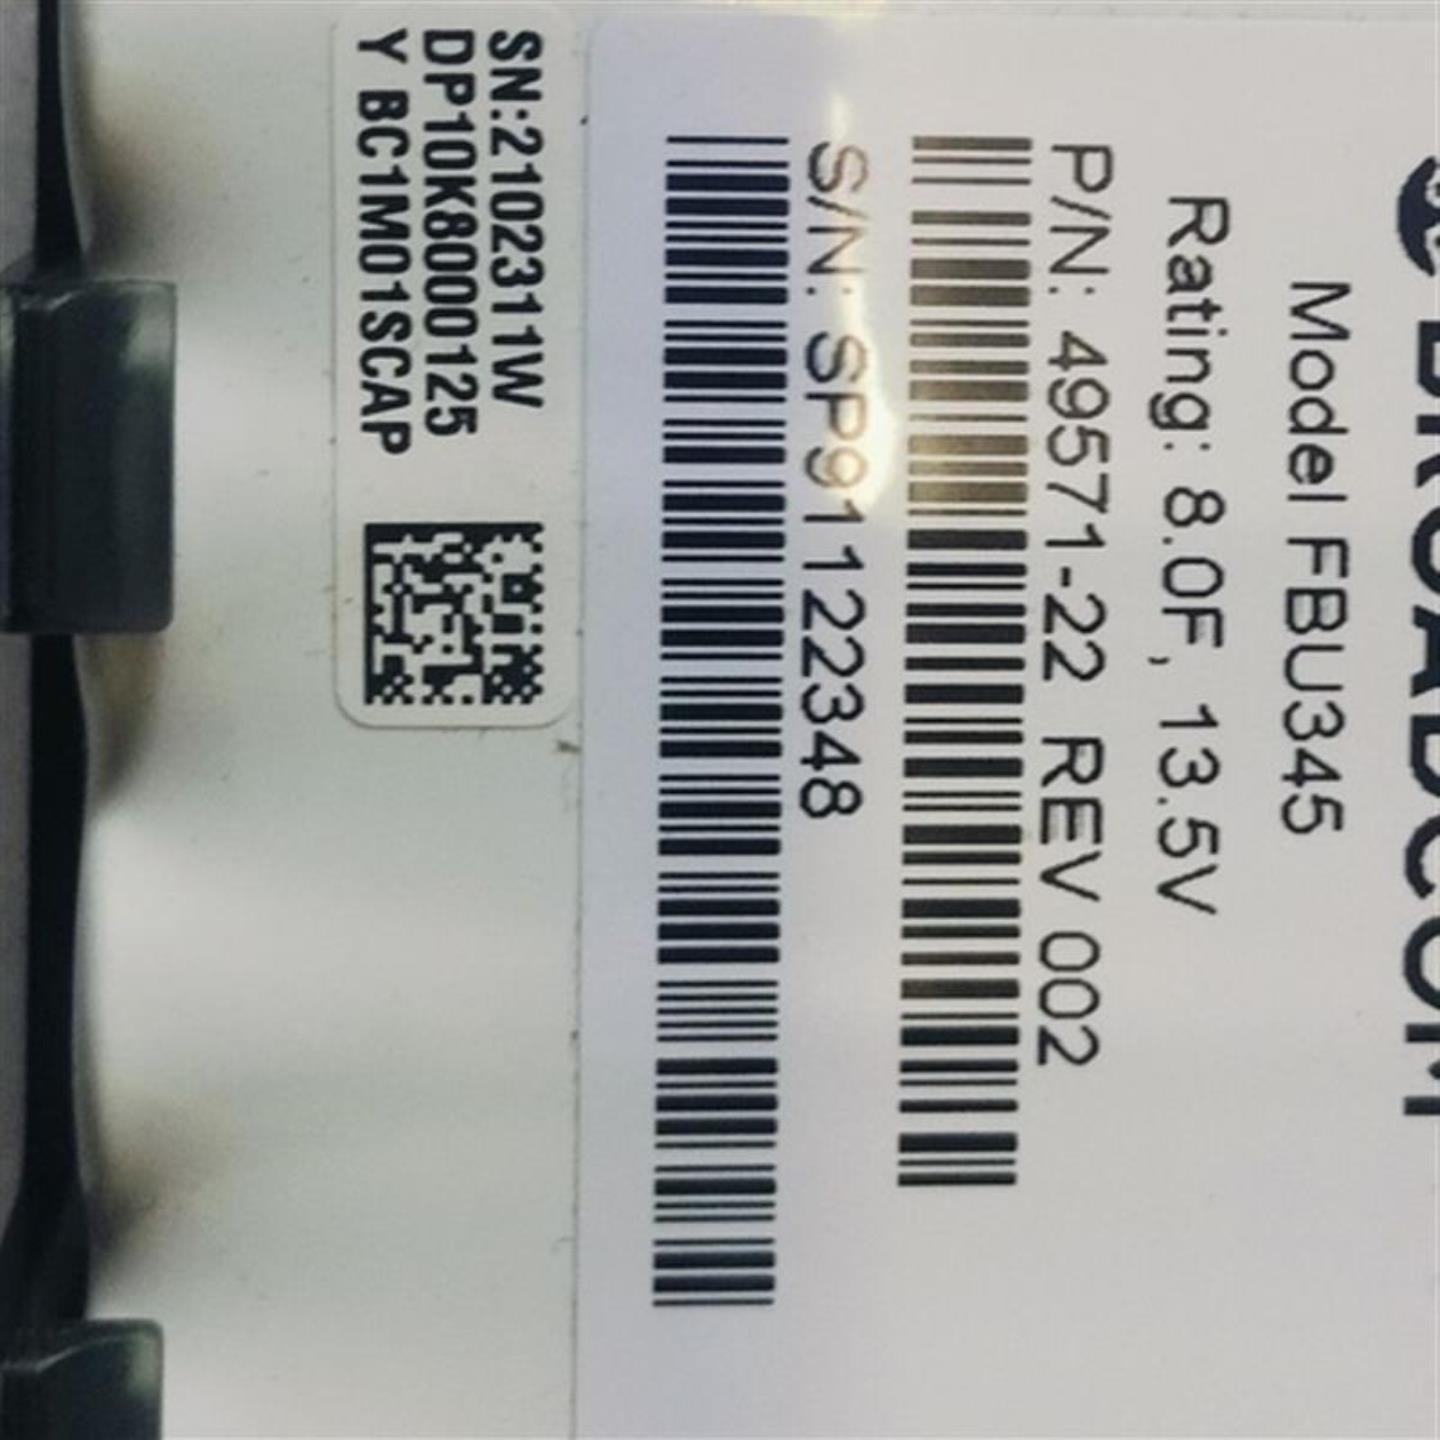 BROADCOM
Model FBU345
Rating: 8.0F, 13.5V
P/N: 49571-22 REV 002
S/N: SP91122348
SN:2102311W
DP10K8000125
Y BC1M01SCAP